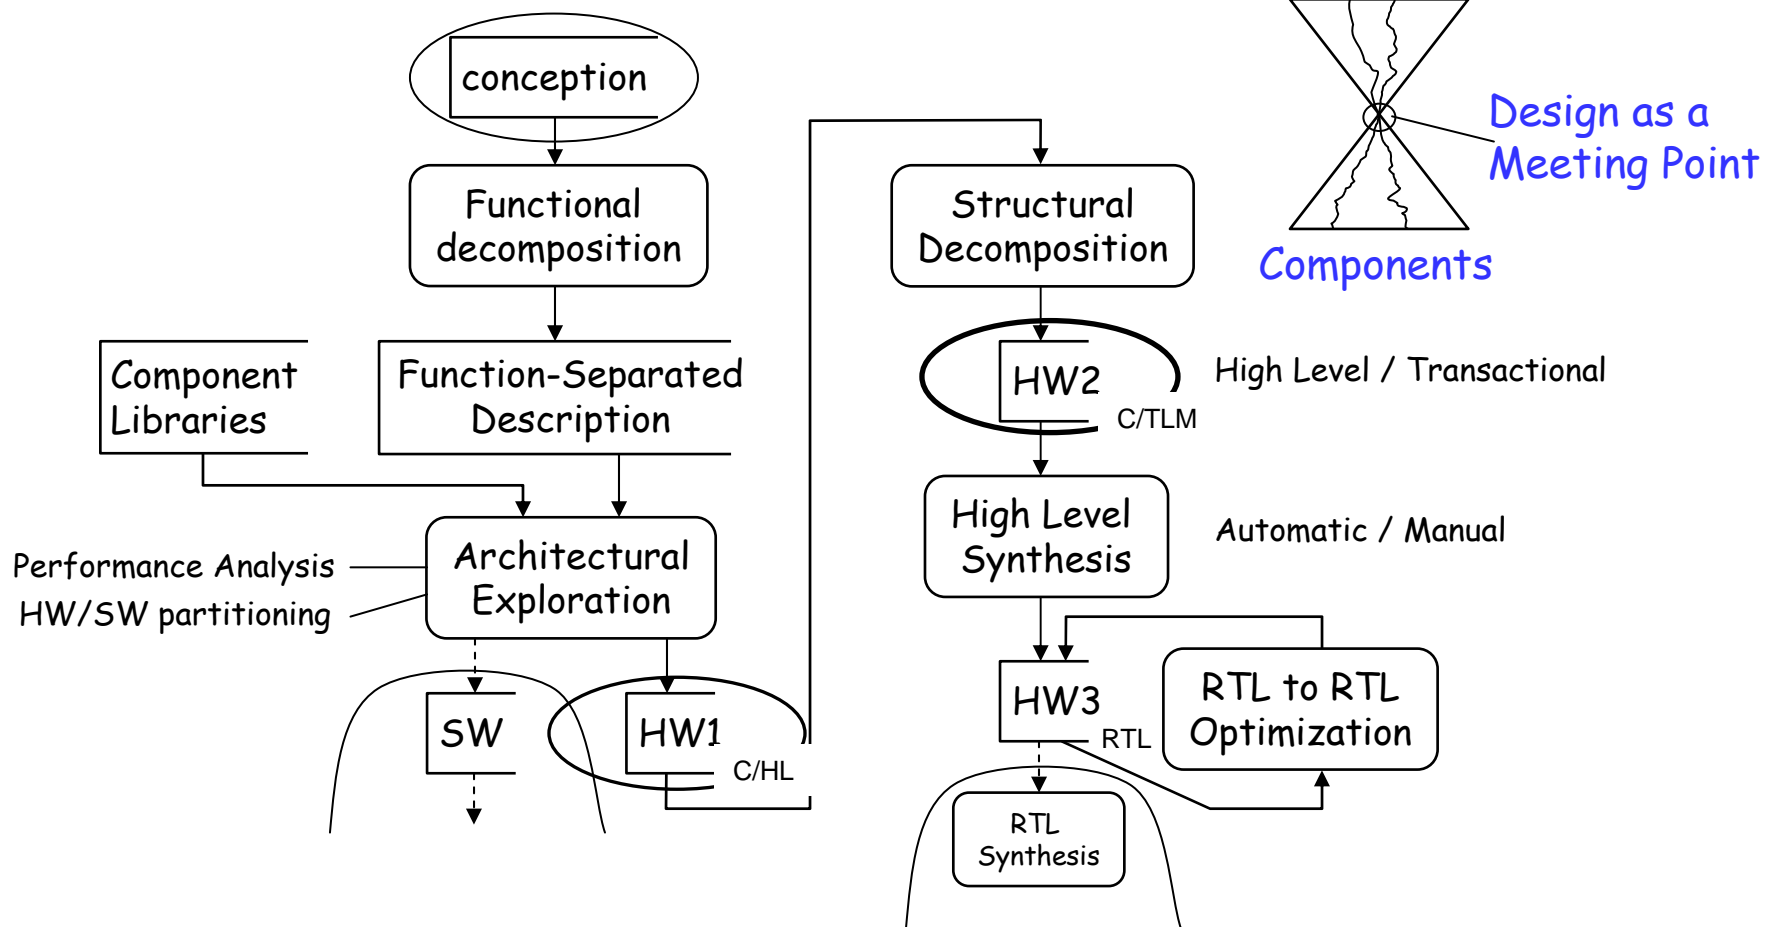 conception
Functional
decomposition
Component
Libraries
Function-Separated
Description
Performance Analysis
HW/SW partitioning
Architectural
Exploration
SW
HW1
C/HL
Structural
Decomposition
HW2
C/TLM
High Level / Transactional
High Level
Synthesis
Automatic / Manual
HW3
RTL
RTL to RTL
Optimization
RTL
Synthesis
Design as a
Meeting Point
Components